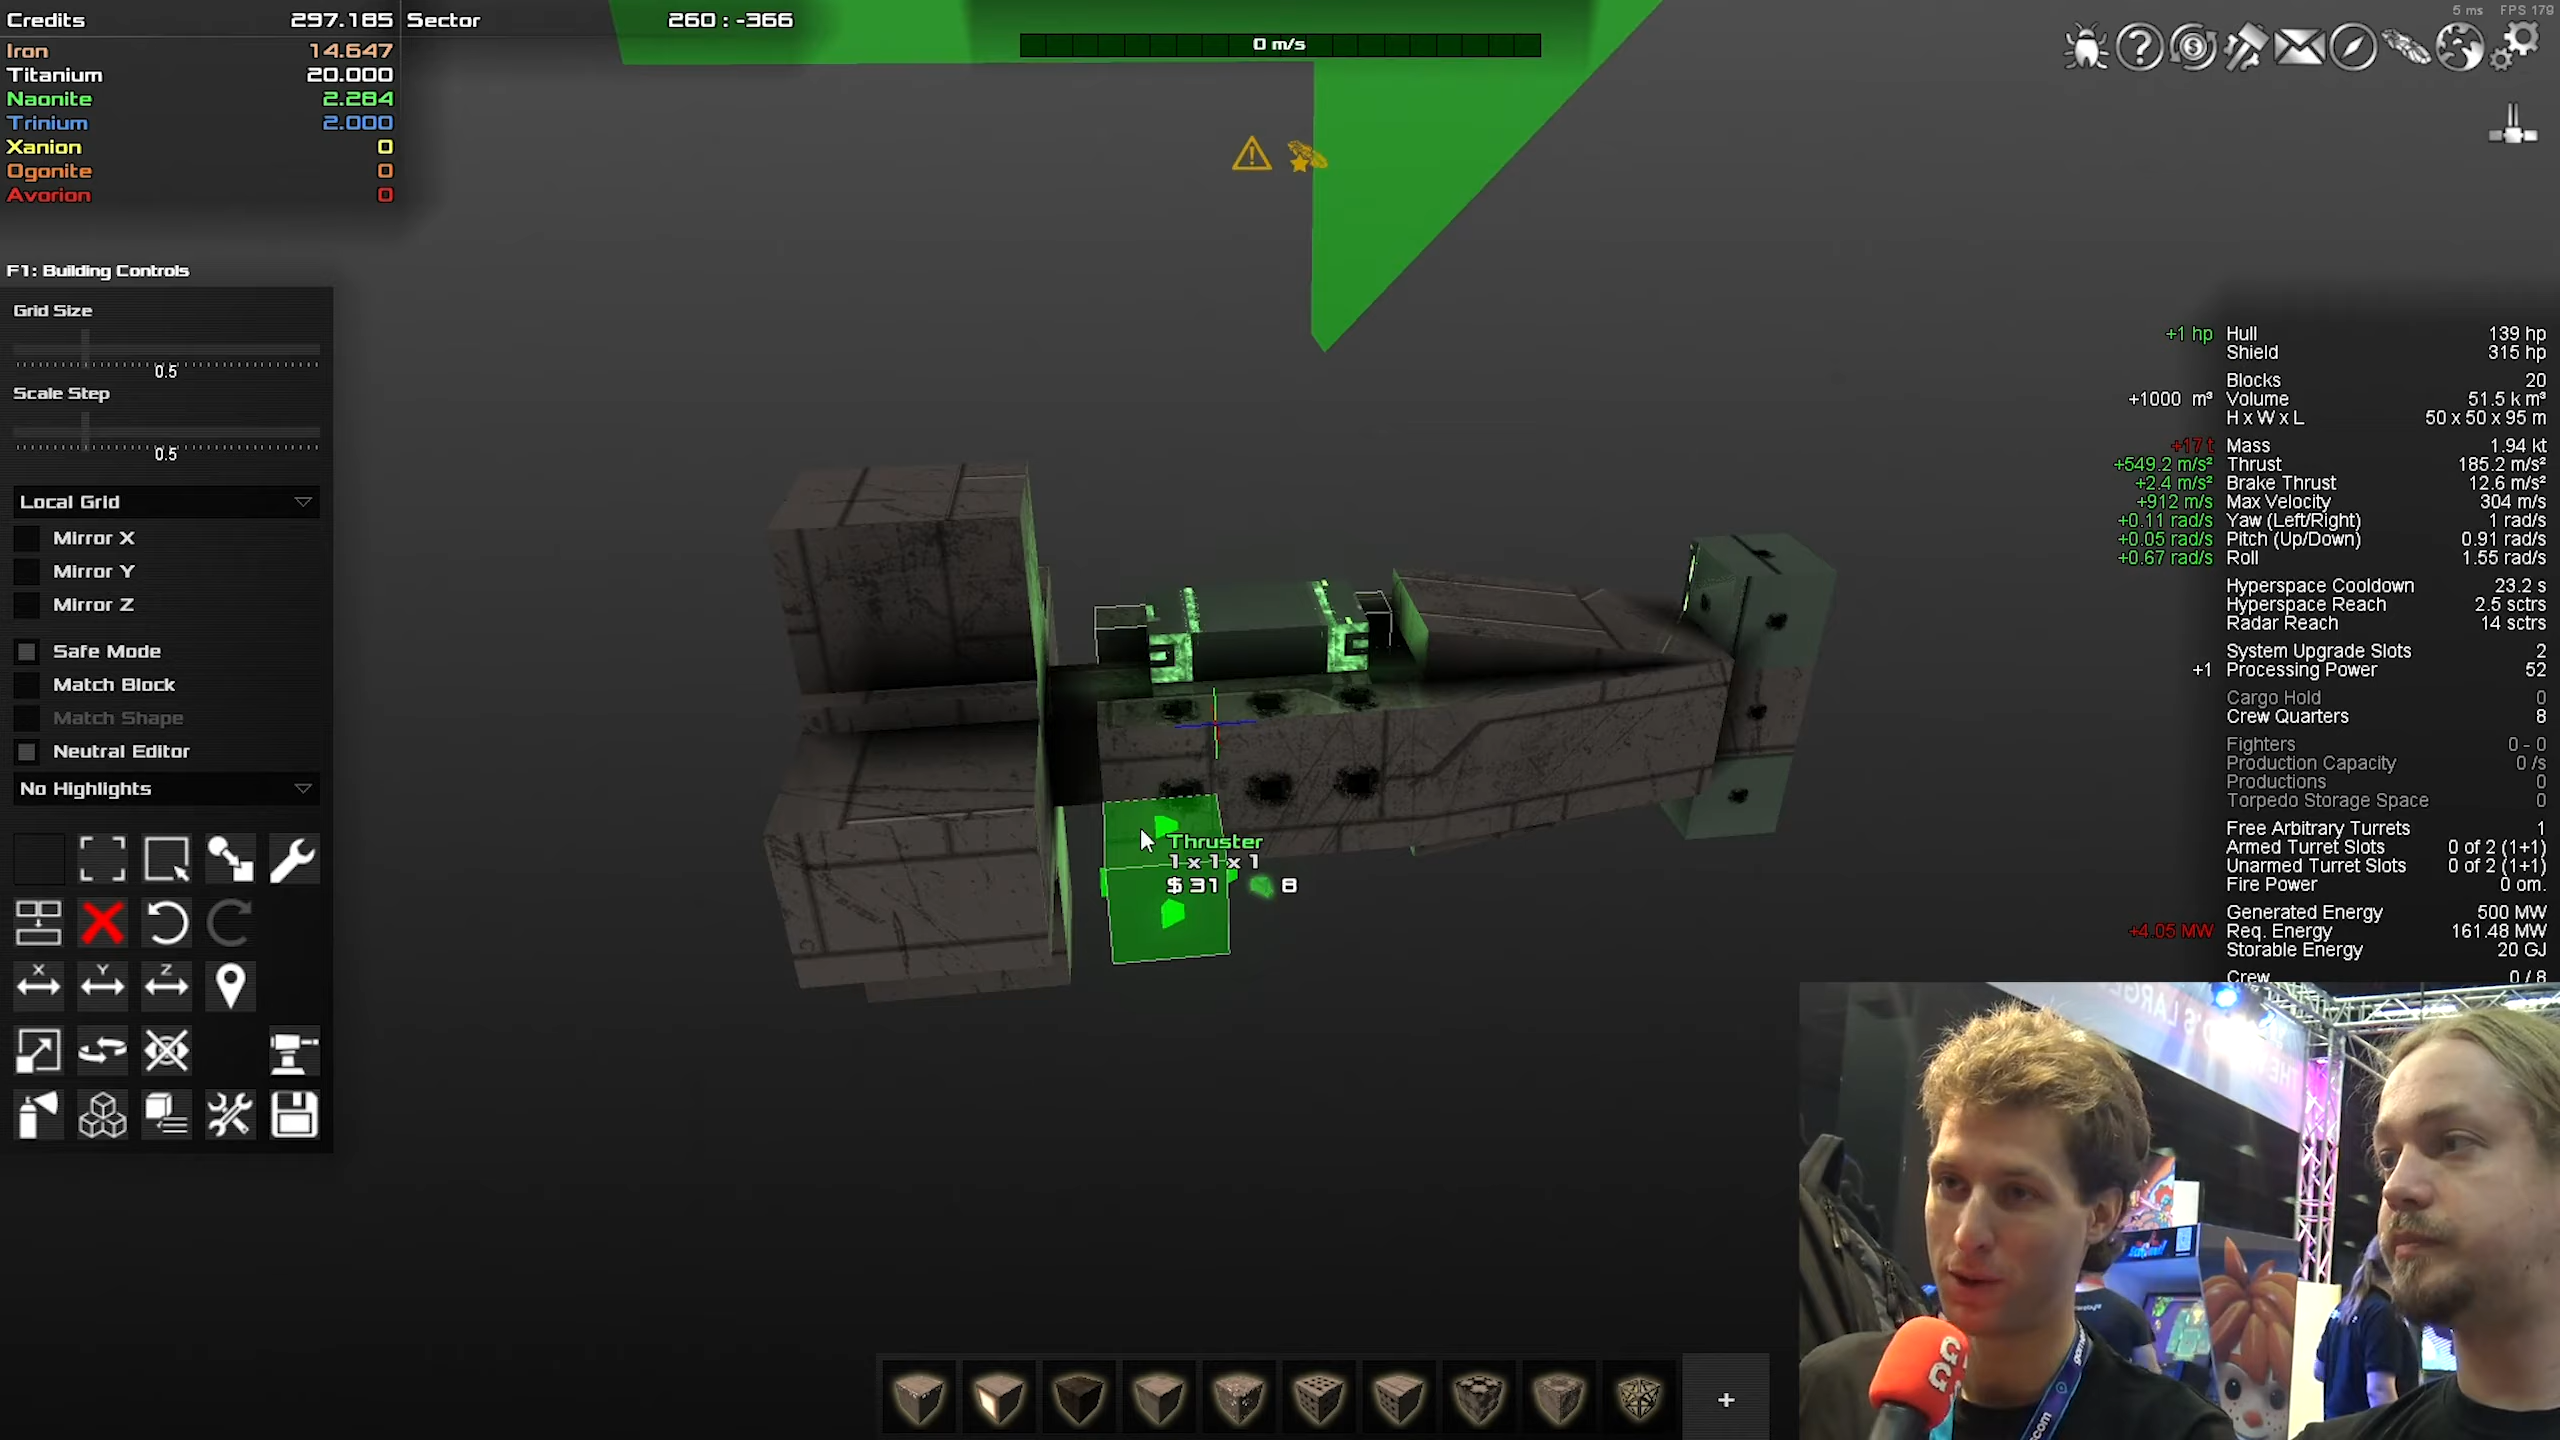 5 ms FPS 179
Credits 297.185 Sector 260 : -366
Iron 14.647
Titanium 20.000
Naonite 2.284
Trinium 2.000
Xanion 0
Ogonite 0
Avorion 0
0 m/s
F1: Building Controls
Grid Size
0.5
Scale Step
0.5
Local Grid
Mirror X
Mirror Y
Mirror Z
Safe Mode
Match Block
Match Shape
Neutral Editor
No Highlights
X Y Z
Thruster
1 x 1 x 1
$ 31 8
+1 hp Hull 139 hp
Shield 315 hp
Blocks 20
+1000 m³ Volume 51.5 k m³
H x W x L 50 x 50 x 95 m
+17 t Mass 1.94 kt
+549.2 m/s² Thrust 185.2 m/s²
+2.4 m/s² Brake Thrust 12.6 m/s²
+912 m/s Max Velocity 304 m/s
+0.11 rad/s Yaw (Left/Right) 1 rad/s
+0.05 rad/s Pitch (Up/Down) 0.91 rad/s
+0.67 rad/s Roll 1.55 rad/s
Hyperspace Cooldown 23.2 s
Hyperspace Reach 2.5 sctrs
Radar Reach 14 sctrs
System Upgrade Slots 2
+1 Processing Power 52
Cargo Hold 0
Crew Quarters 8
Fighters 0 - 0
Production Capacity 0 /s
Productions 0
Torpedo Storage Space 0
Free Arbitrary Turrets 1
Armed Turret Slots 0 of 2 (1+1)
Unarmed Turret Slots 0 of 2 (1+1)
Fire Power 0 om.
Generated Energy 500 MW
+4.05 MW Req. Energy 161.48 MW
Storable Energy 20 GJ
Crew 0 / 8
+